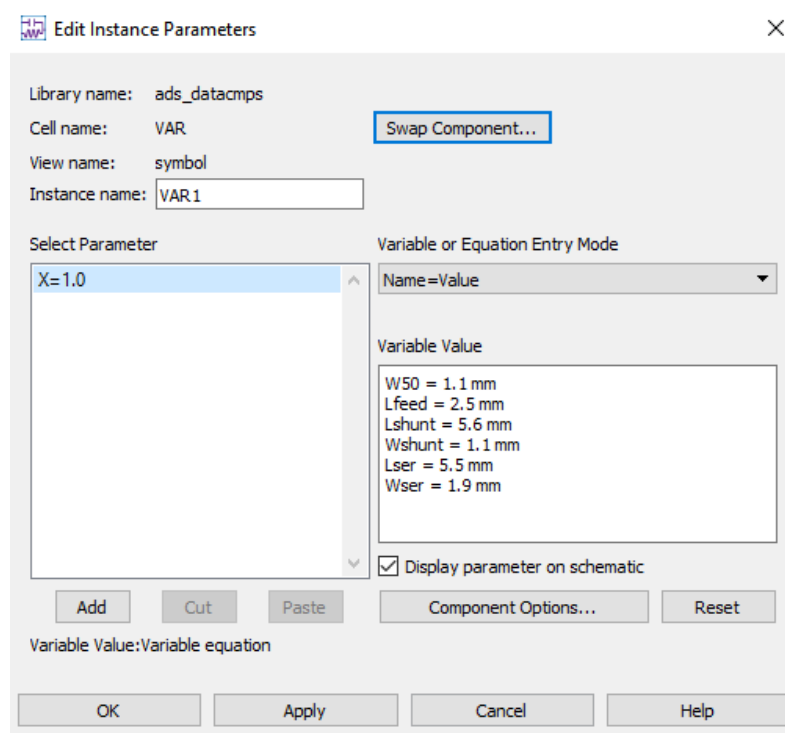 Edit Instance Parameters
Library name: ads_datacmps
Cell name: VAR
Swap Component...
View name: symbol
Instance name: VAR1
Select Parameter
X=1.0
Variable or Equation Entry Mode
Name=Value
Variable Value
W50 = 1.1 mm
Lfeed = 2.5 mm
Lshunt = 5.6 mm
Wshunt = 1.1 mm
Lser = 5.5 mm
Wser = 1.9 mm
Display parameter on schematic
Add
Cut
Paste
Component Options...
Reset
Variable Value:Variable equation
OK
Apply
Cancel
Help